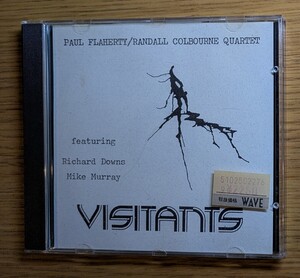 PAUL FLAHERTY/RANDALL COLBOURNE QUARTET
featuring
Richard Downs
Mike Murray
WAVE
VISITANTS